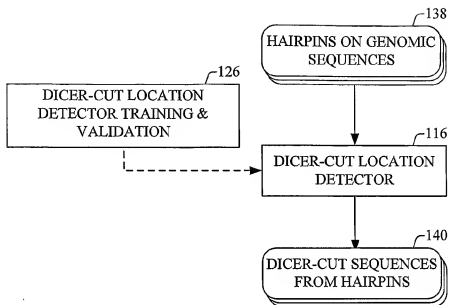 138
HAIRPINS ON GENOMIC
SEQUENCES
126
DICER-CUT LOCATION
DETECTOR TRAINING &
VALIDATION
116
DICER-CUT LOCATION
DETECTOR
140
DICER-CUT SEQUENCES
FROM HAIRPINS